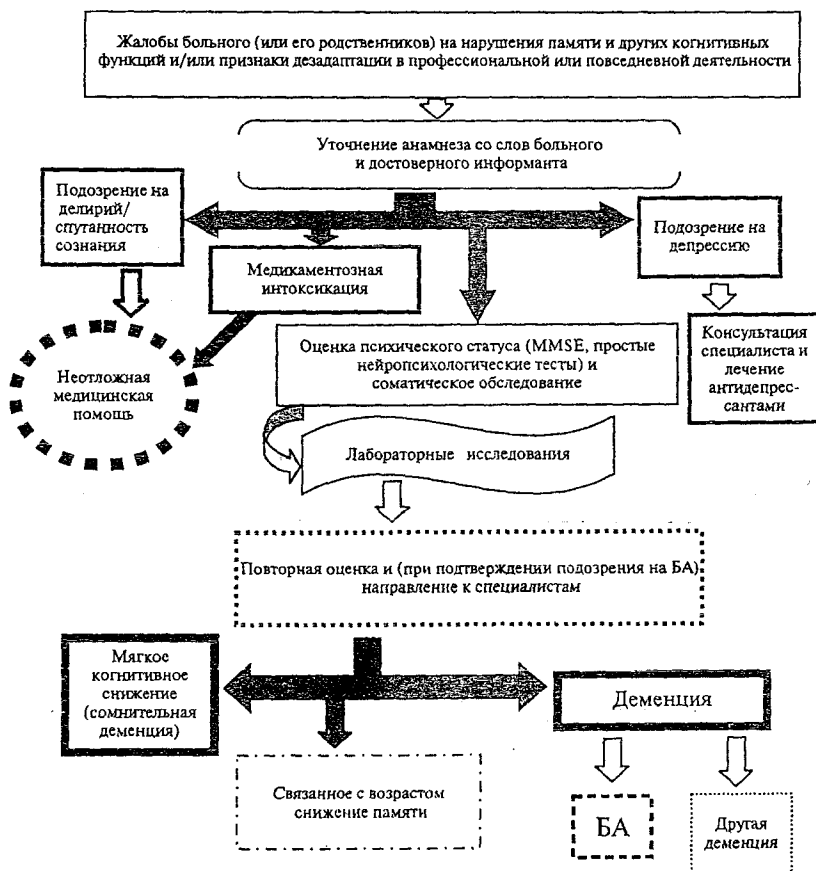 Жалобы больного (или его родственников) на нарушения памяти и других когнитивных
функций и/или признаки дезадаптации в профессиональной или повседневной деятельности
Уточнение анамнеза со слов больного
и достоверного информанта
Подозрение на
делирий/
спутанность
сознания
Медикаментозная
интоксикация
Подозрение на
депрессию
Неотложная
медицинская
помощь
Оценка психического статуса (MMSE, простые
нейропсихологические тесты) и
соматическое обследование
Консультация
специалиста и
лечение
антидепрес-
сантами
Лабораторные исследования
Повторная оценка и (при подтверждении подозрения на БА)
направление к специалистам
Мягкое
когнитивное
снижение
(сомнительная
деменция)
Деменция
Связанное с возрастом
снижение памяти
БА
Другая
деменция